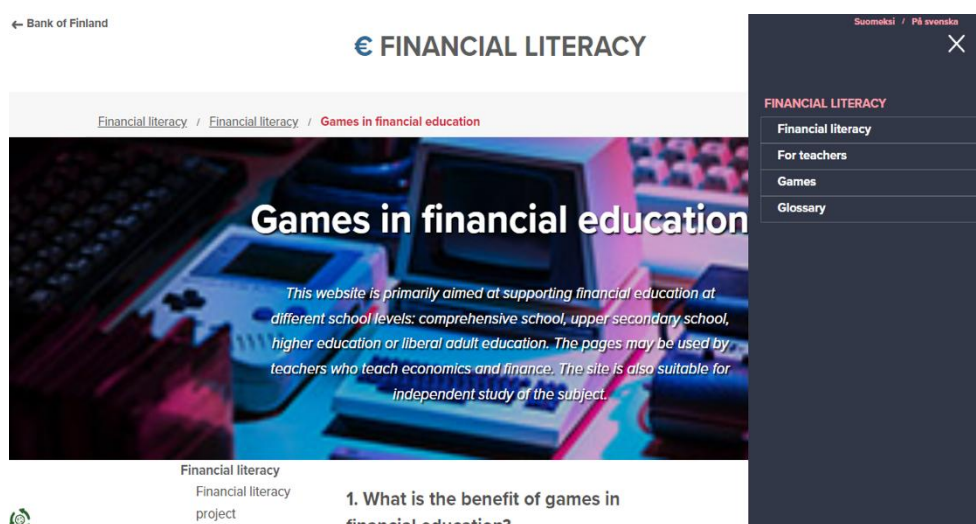 ← Bank of Finland
€ FINANCIAL LITERACY
Suomeksi / På svenska
FINANCIAL LITERACY
Financial literacy
For teachers
Games
Glossary
Financial literacy / Financial literacy / Games in financial education
Games in financial education
This website is primarily aimed at supporting financial education at
different school levels: comprehensive school, upper secondary school,
higher education or liberal adult education. The pages may be used by
teachers who teach economics and finance. The site is also suitable for
independent study of the subject.
Financial literacy
Financial literacy
project
1. What is the benefit of games in
financial education?